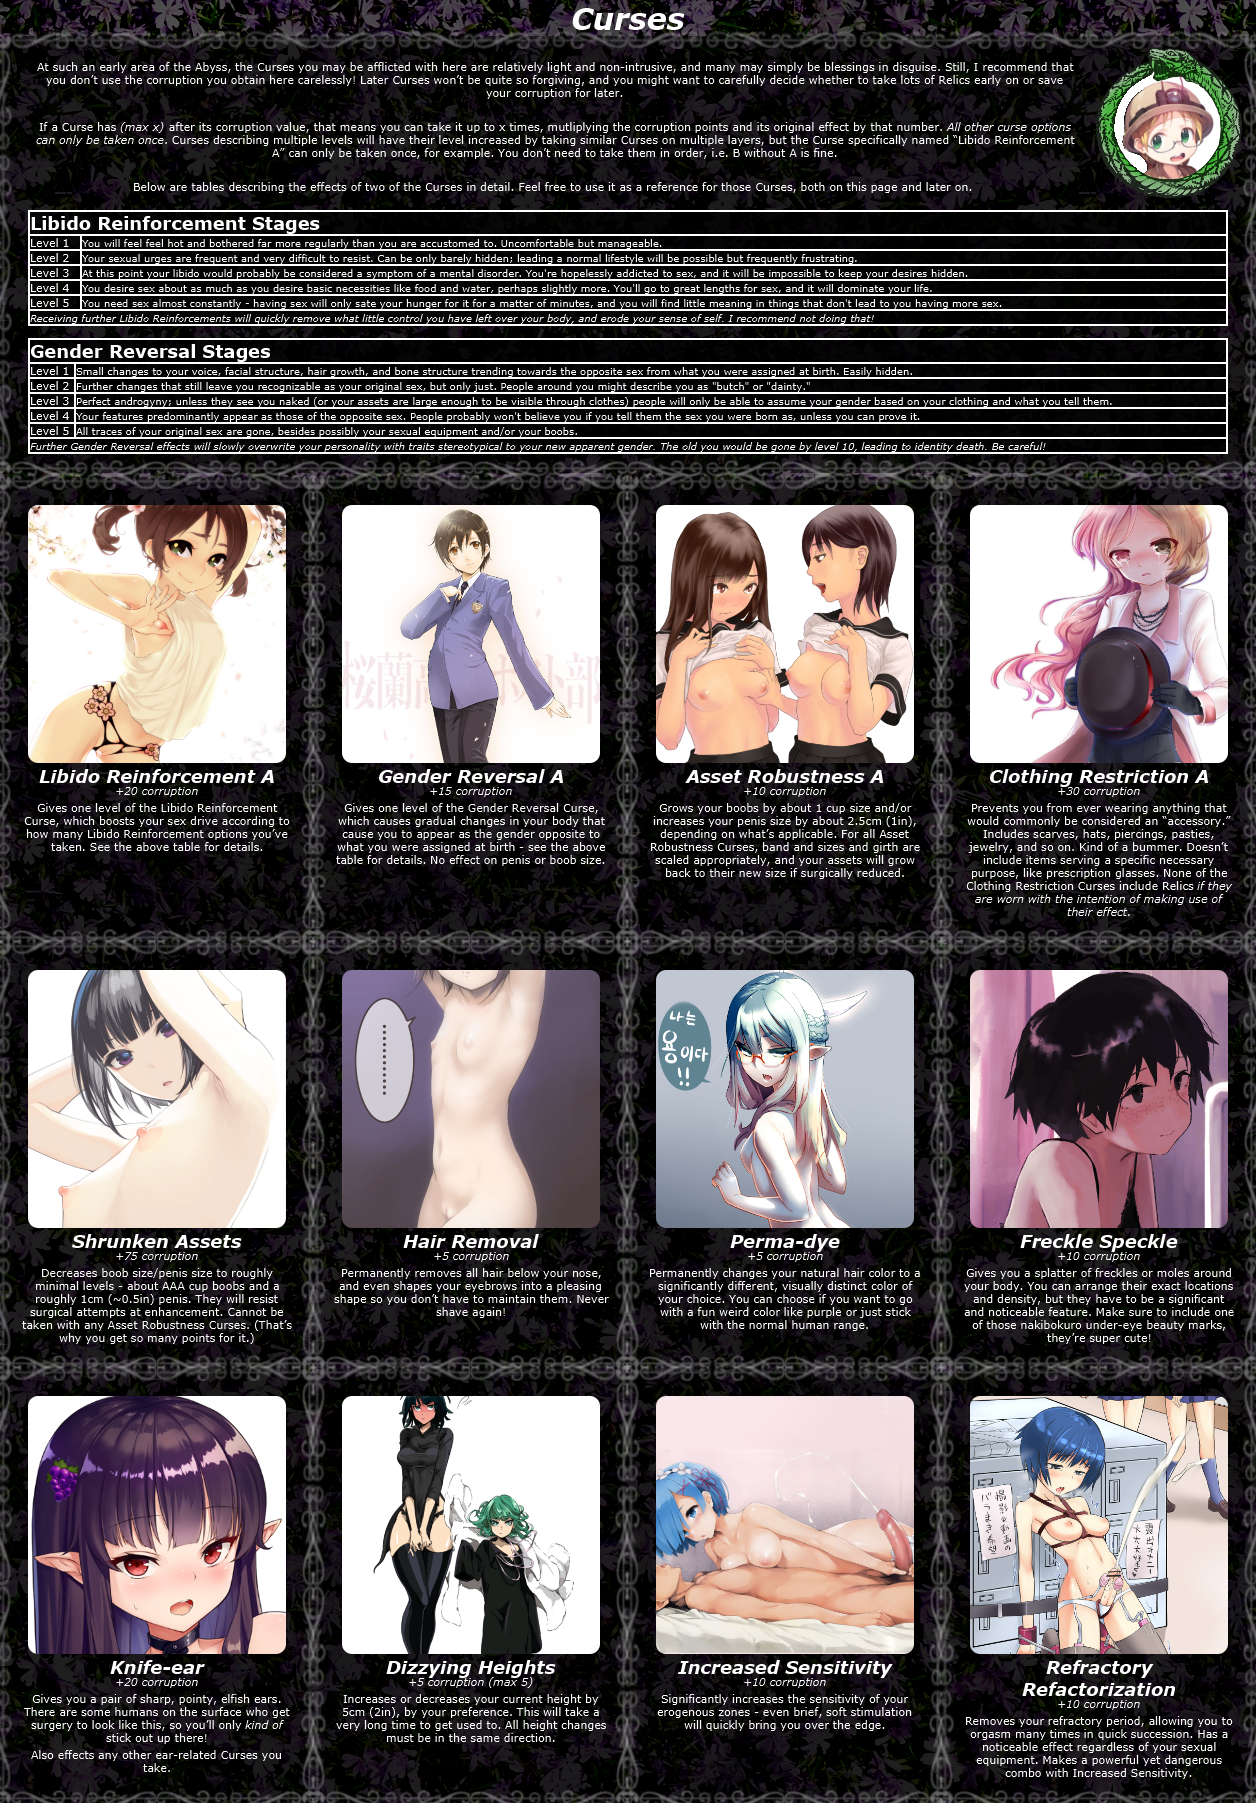 Curses
At such an early area of the Abyss, the Curses you may be afflicted with here are relatively light and non-intrusive, and many may simply be blessings in disguise. Still, I recommend that
you don't use the corruption you obtain here carelessly! Later Curses won't be quite so forgiving, and you might want to carefully decide whether to take lots of Relics early on or save
your corruption for later.
If a Curse has (max x) after its corruption value, that means you can take it up to x times, mutliplying the corruption points and its original effect by that number. All other curse options
can only be taken once. Curses describing multiple levels will have their level increased by taking similar Curses on multiple layers, but the Curse specifically named “Libido Reinforcement
A” can only be taken once, for example. You don’t need to take them in order, i.e. B without A is fine.
Below are tables describing the effects of two of the Curses in detail. Feel free to use it as a reference for those Curses, both on this page and later on.
Libido Reinforcement Stages
Level 1 You will feel feel hot and bothered far more regularly than you are accustomed to. Uncomfortable but manageable.
Level 2 Your sexual urges are frequent and very difficult to resist. Can be only barely hidden; leading a normal lifestyle will be possible but frequently frustrating.
Level 3 At this point your libido would probably be considered a symptom of a mental disorder. You're hopelessly addicted to sex, and it will be impossible to keep your desires hidden.
Level 4 You desire sex about as much as you desire basic necessities like food and water, perhaps slightly more. You'll go to great lengths for sex, and it will dominate your life.
Level 5 You need sex almost constantly - having sex will only sate your hunger for it for a matter of minutes, and you will find little meaning in things that don't lead to you having more sex.
Receiving further Libido Reinforcements will quickly remove what little control you have left over your body, and erode your sense of self. I recommend not doing that!
Gender Reversal Stages
Level 1 Small changes to your voice, facial structure, hair growth, and bone structure trending towards the opposite sex from what you were assigned at birth. Easily hidden.
Level 2 Further changes that still leave you recognizable as your original sex, but only just. People around you might describe you as "butch" or "dainty."
Level 3 Perfect androgyny; unless they see you naked (or your assets are large enough to be visible through clothes) people will only be able to assume your gender based on your clothing and what you tell them.
Level 4 Your features predominantly appear as those of the opposite sex. People probably won't believe you if you tell them the sex you were born as, unless you can prove it.
Level 5 All traces of your original sex are gone, besides possibly your sexual equipment and/or your boobs.
Further Gender Reversal effects will slowly overwrite your personality with traits stereotypical to your new apparent gender. The old you would be gone by level 10, leading to identity death. Be careful!
Libido Reinforcement A
+20 corruption
Gives one level of the Libido Reinforcement
Curse, which boosts your sex drive according to
how many Libido Reinforcement options you’ve
taken. See the above table for details.
Gender Reversal A
+15 corruption
Gives one level of the Gender Reversal Curse,
which causes gradual changes in your body that
cause you to appear as the gender opposite to
what you were assigned at birth - see the above
table for details. No effect on penis or boob size.
Asset Robustness A
+10 corruption
Grows your boobs by about 1 cup size and/or
increases your penis size by about 2.5cm (1in),
depending on what’s applicable. For all Asset
Robustness Curses, band and sizes and girth are
scaled appropriately, and your assets will grow
back to their new size if surgically reduced.
Clothing Restriction A
+30 corruption
Prevents you from ever wearing anything that
would commonly be considered an “accessory.”
Includes scarves, hats, piercings, pasties,
jewelry, and so on. Kind of a bummer. Doesn’t
include items serving a specific necessary
purpose, like prescription glasses. None of the
Clothing Restriction Curses include Relics if they
are worn with the intention of making use of
their effect.
나는
용이다
!!
Shrunken Assets
+75 corruption
Decreases boob size/penis size to roughly
minimal levels - about AAA cup boobs and a
roughly 1cm (~0.5in) penis. They will resist
surgical attempts at enhancement. Cannot be
taken with any Asset Robustness Curses. (That’s
why you get so many points for it.)
Hair Removal
+5 corruption
Permanently removes all hair below your nose,
and even shapes your eyebrows into a pleasing
shape so you don’t have to maintain them. Never
shave again!
Perma-dye
+5 corruption
Permanently changes your natural hair color to a
significantly different, visually distinct color of
your choice. You can choose if you want to go
with a fun weird color like purple or just stick
with the normal human range.
Freckle Speckle
+10 corruption
Gives you a splatter of freckles or moles around
your body. You can arrange their exact locations
and density, but they have to be a significant
and noticeable feature. Make sure to include one
of those nakibokuro under-eye beauty marks,
they’re super cute!
Knife-ear
+20 corruption
Gives you a pair of sharp, pointy, elfish ears.
There are some humans on the surface who get
surgery to look like this, so you’ll only kind of
stick out up there!
Also effects any other ear-related Curses you
take.
Dizzying Heights
+5 corruption (max 5)
Increases or decreases your current height by
5cm (2in), by your preference. This will take a
very long time to get used to. All height changes
must be in the same direction.
Increased Sensitivity
+10 corruption
Significantly increases the sensitivity of your
erogenous zones - even brief, soft stimulation
will quickly bring you over the edge.
Refractory
Refactorization
+10 corruption
Removes your refractory period, allowing you to
orgasm many times in quick succession. Has a
noticeable effect regardless of your sexual
equipment. Makes a powerful yet dangerous
combo with Increased Sensitivity.